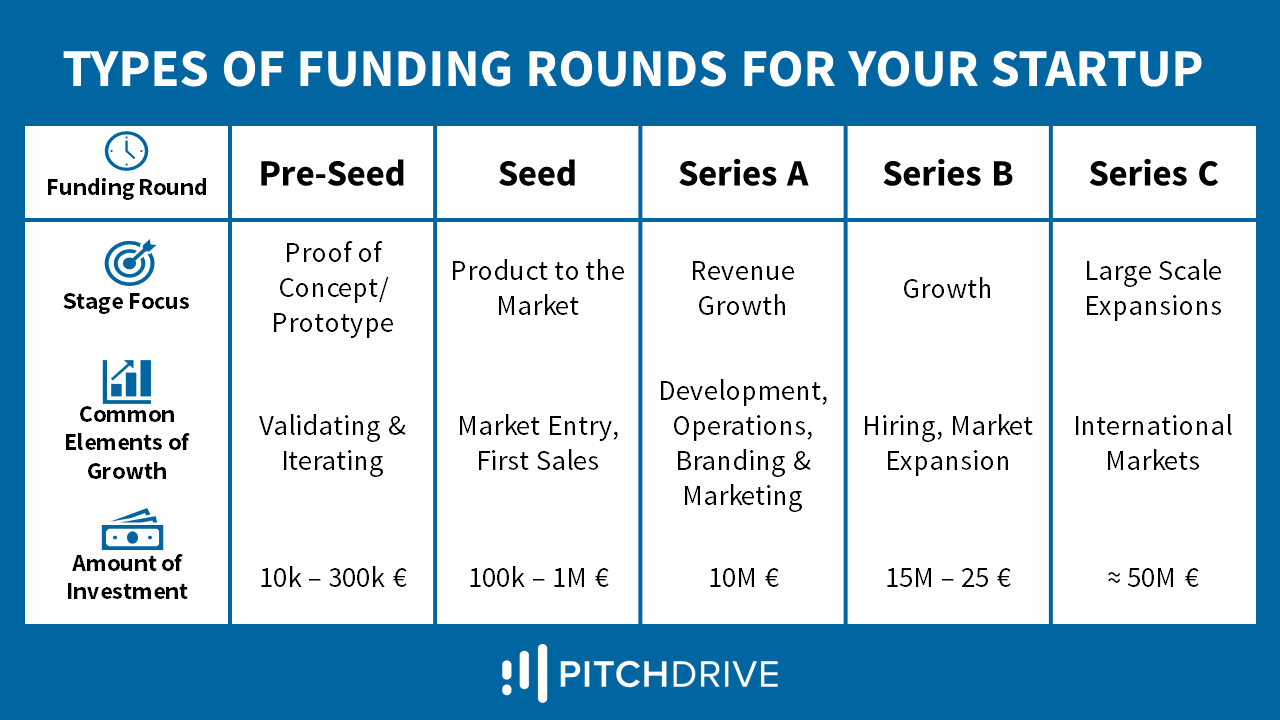 TYPES OF FUNDING ROUNDS FOR YOUR STARTUP
Funding Round
Pre-Seed
Seed
Series A
Series B
Series C
Stage Focus
Proof of
Concept/
Prototype
Product to the
Market
Revenue
Growth
Growth
Large Scale
Expansions
Common
Elements of
Growth
Validating &
Iterating
Market Entry,
First Sales
Development,
Operations,
Branding &
Marketing
Hiring, Market
Expansion
International
Markets
Amount of
Investment
10k – 300k €
100k – 1M €
10M €
15M – 25 €
≈ 50M €
PITCHDRIVE